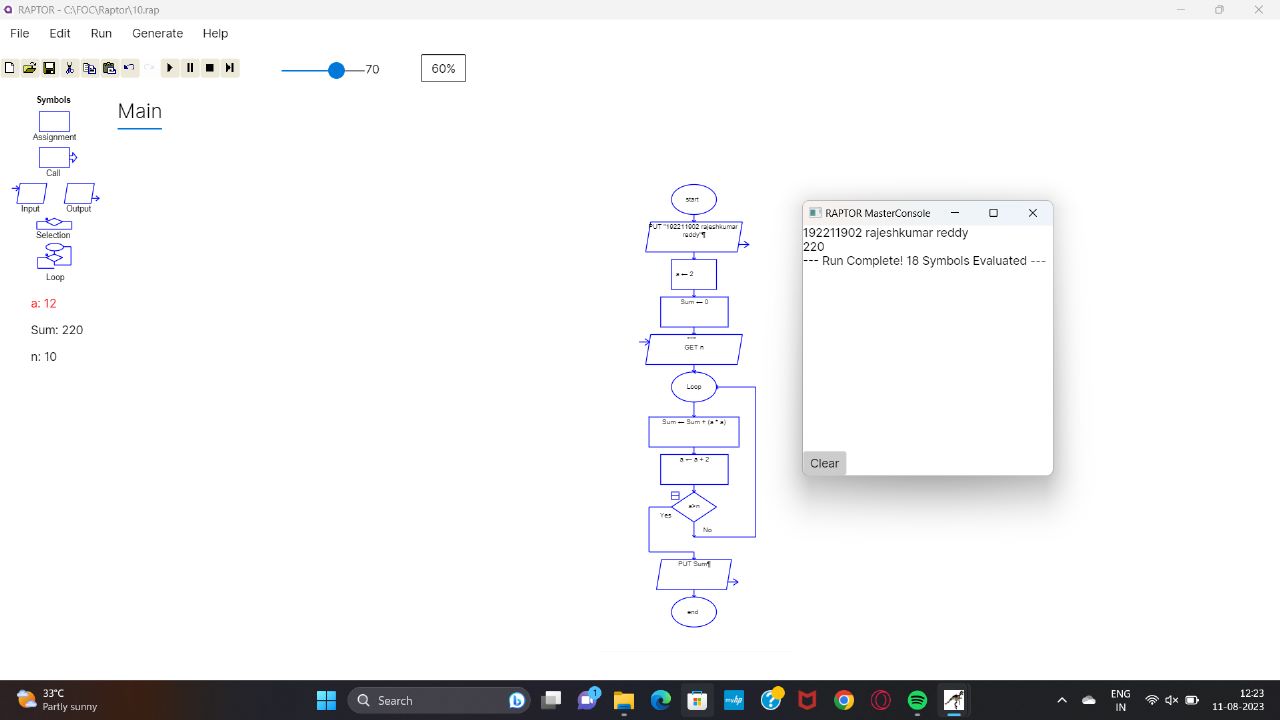 RAPTOR - C:\FOC\Raptor\10.rap
File Edit Run Generate Help
70
60%
Symbols
Assignment
Call
Input Output
Selection
Loop
a: 12
Sum: 220
n: 10
Main
start
PUT "192211902 rajeshkumar
reddy"¶
a ← 2
Sum ← 0
GET n
Loop
Sum ← Sum + (a * a)
a ← a + 2
a>n
Yes
No
PUT Sum¶
end
RAPTOR MasterConsole
192211902 rajeshkumar reddy
220
--- Run Complete! 18 Symbols Evaluated ---
Clear
33°C
Partly sunny
Search
1
myhp
ENG
IN
12:23
11-08-2023